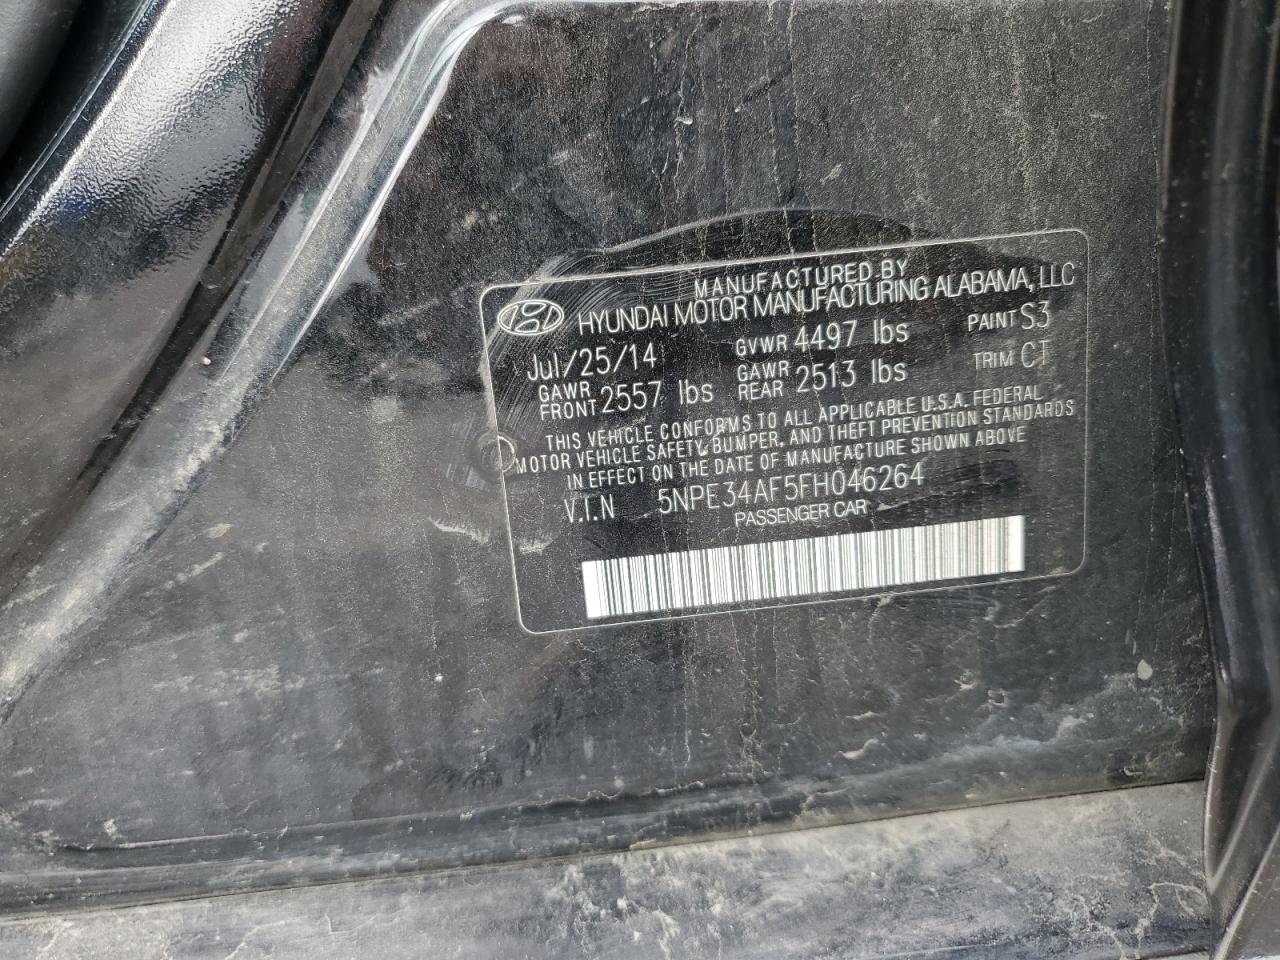 MANUFACTURED BY
HYUNDAI MOTOR MANUFACTURING ALABAMA, LLC
Jul/25/14 GVWR 4497 lbs PAINT S3
GAWR FRONT 2557 lbs GAWR REAR 2513 lbs TRIM CT
THIS VEHICLE CONFORMS TO ALL APPLICABLE U.S.A. FEDERAL
MOTOR VEHICLE SAFETY, BUMPER, AND THEFT PREVENTION STANDARDS
IN EFFECT ON THE DATE OF MANUFACTURE SHOWN ABOVE
V.I.N 5NPE34AF5FH046264
PASSENGER CAR